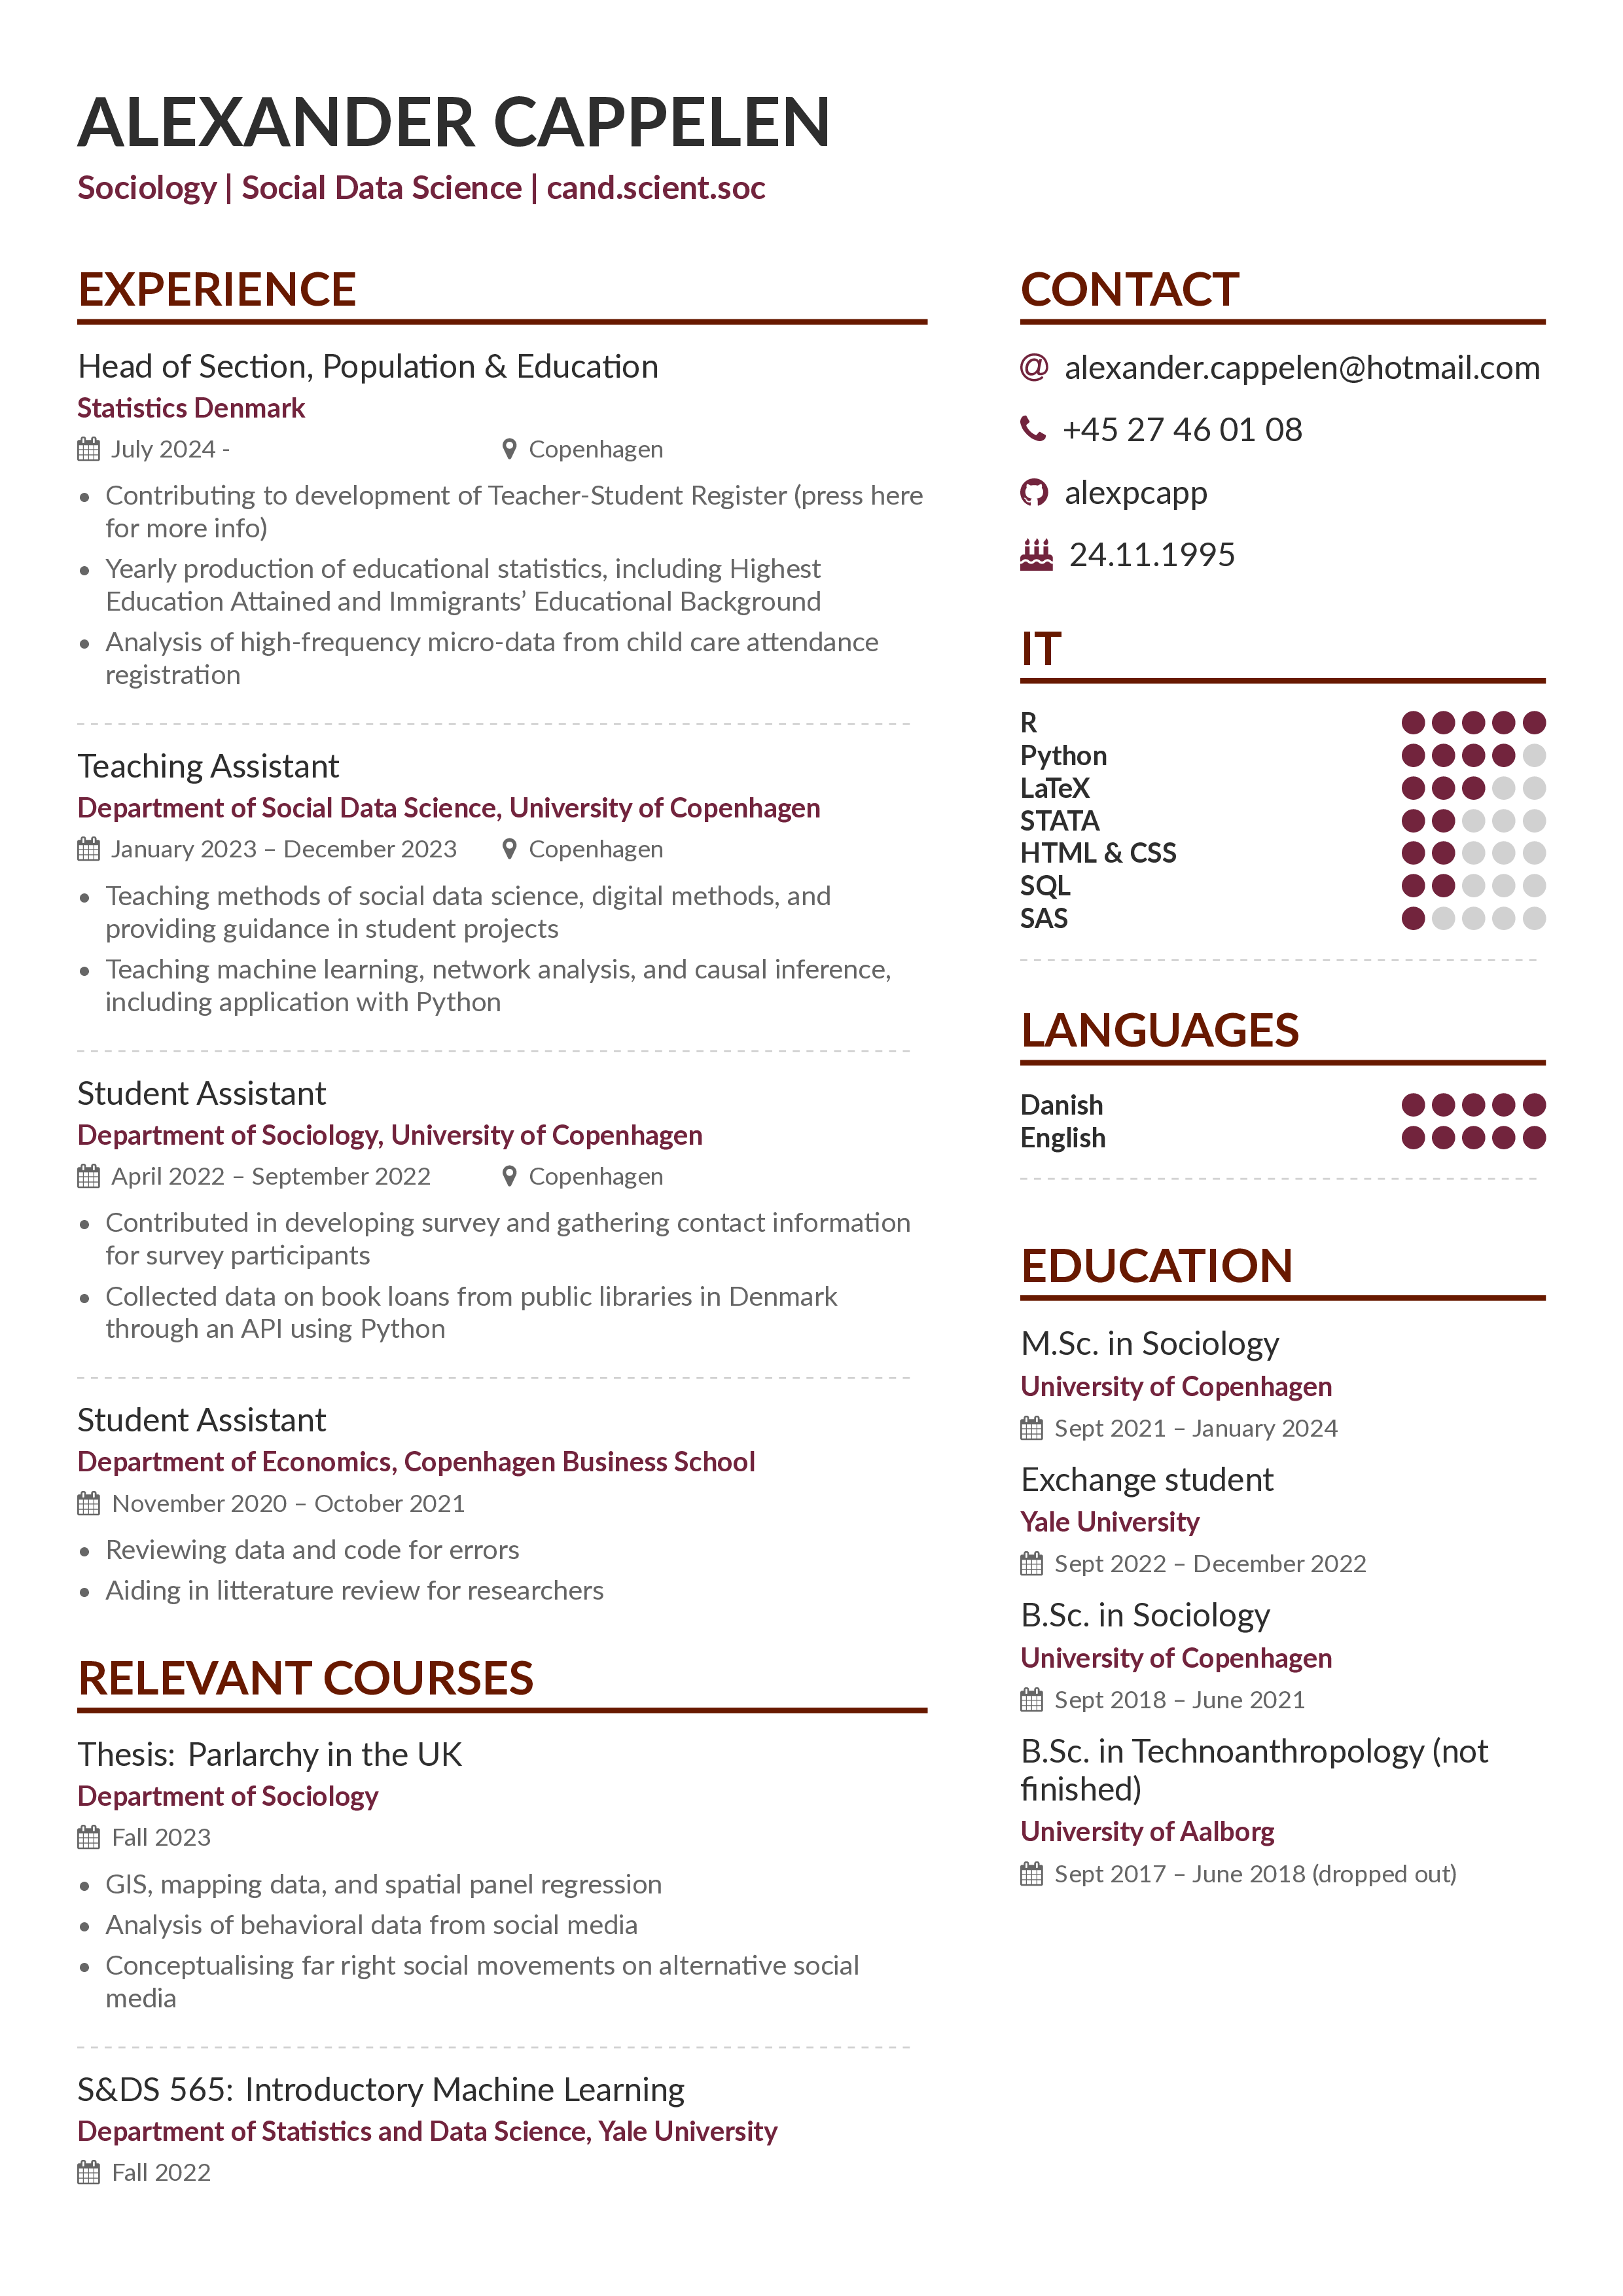 ALEXANDER CAPPELEN
Sociology | Social Data Science | cand.scient.soc
EXPERIENCE
Head of Section, Population & Education
Statistics Denmark
July 2024 -
Copenhagen
• Contributing to development of Teacher-Student Register (press here
for more info)
• Yearly production of educational statistics, including Highest
Education Attained and Immigrants’ Educational Background
• Analysis of high-frequency micro-data from child care attendance
registration
Teaching Assistant
Department of Social Data Science, University of Copenhagen
January 2023 – December 2023
Copenhagen
• Teaching methods of social data science, digital methods, and
providing guidance in student projects
• Teaching machine learning, network analysis, and causal inference,
including application with Python
Student Assistant
Department of Sociology, University of Copenhagen
April 2022 – September 2022
Copenhagen
• Contributed in developing survey and gathering contact information
for survey participants
• Collected data on book loans from public libraries in Denmark
through an API using Python
Student Assistant
Department of Economics, Copenhagen Business School
November 2020 – October 2021
• Reviewing data and code for errors
• Aiding in litterature review for researchers
RELEVANT COURSES
Thesis: Parlarchy in the UK
Department of Sociology
Fall 2023
• GIS, mapping data, and spatial panel regression
• Analysis of behavioral data from social media
• Conceptualising far right social movements on alternative social
media
S&DS 565: Introductory Machine Learning
Department of Statistics and Data Science, Yale University
Fall 2022
CONTACT
alexander.cappelen@hotmail.com
+45 27 46 01 08
alexpcapp
24.11.1995
IT
R
Python
LaTeX
STATA
HTML & CSS
SQL
SAS
LANGUAGES
Danish
English
EDUCATION
M.Sc. in Sociology
University of Copenhagen
Sept 2021 – January 2024
Exchange student
Yale University
Sept 2022 – December 2022
B.Sc. in Sociology
University of Copenhagen
Sept 2018 – June 2021
B.Sc. in Technoanthropology (not
finished)
University of Aalborg
Sept 2017 – June 2018 (dropped out)